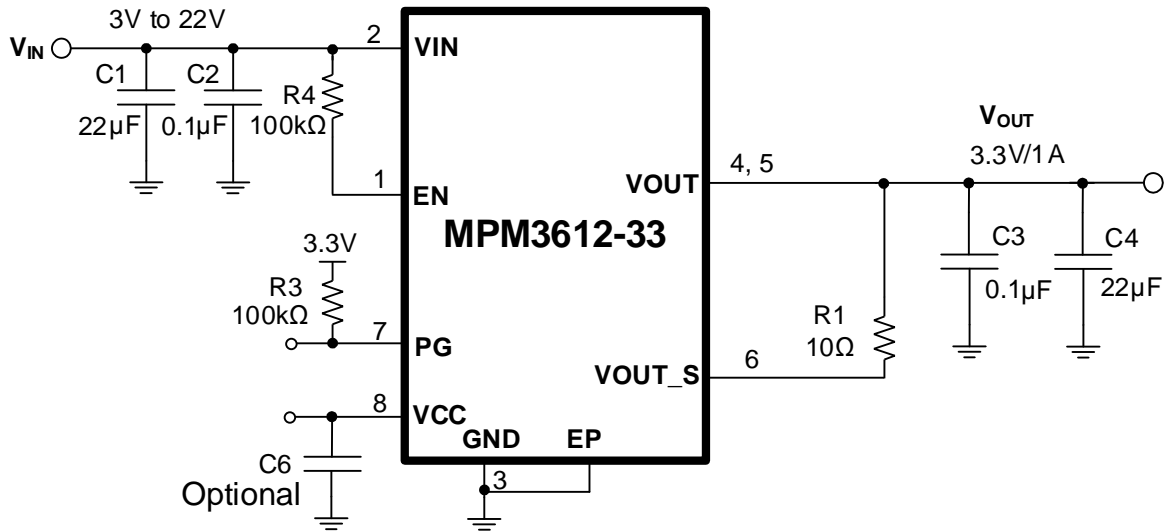 3V to 22V
VIN
2
VIN
C1
C2
R4
22µF
0.1µF
100kΩ
VOUT
3.3V/1A
1
EN
4, 5
VOUT
MPM3612-33
3.3V
C3
C4
R3
100kΩ
0.1µF
22µF
7
PG
R1
10Ω
6
VOUT_S
8
VCC
GND
EP
C6
3
Optional